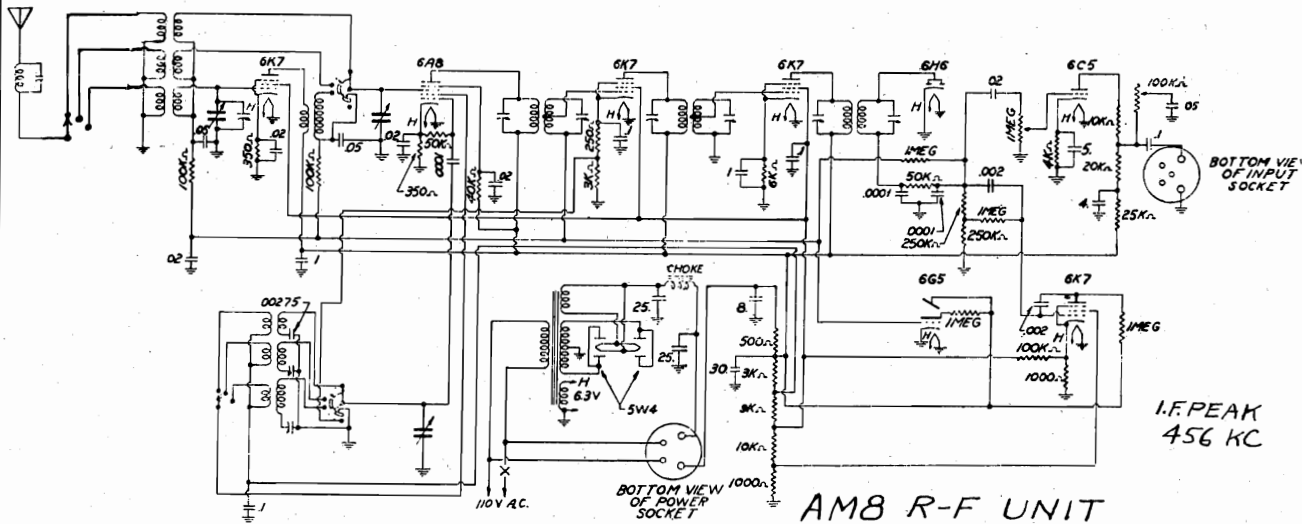 6K7
6A8
6K7
6K7
6H6
6C5
.02
100KΩ
.05
1MEG
10KΩ
.1
H
H
H
H
H
H
.05
.02
350Ω
100KΩ
100KΩ
.05
.02
50KΩ
.0001
350Ω
40KΩ
.02
250Ω
.1
3KΩ
.1
6KΩ
1MEG
50KΩ
.0001
.0001
250KΩ
.002
1MEG
250KΩ
4KΩ
5.
20KΩ
4.
25KΩ
BOTTOM VIEW
OF INPUT
SOCKET
.02
.1
.00275
CHOKE
25.
25.
8.
500Ω
30.
3KΩ
9KΩ
10KΩ
1000Ω
H
6.3V
5W4
6G5
1MEG
H
6K7
.002
H
100KΩ
1000Ω
1MEG
I.F. PEAK
456 KC
.1
X
110V A.C.
BOTTOM VIEW
OF POWER
SOCKET
AM8 R-F UNIT